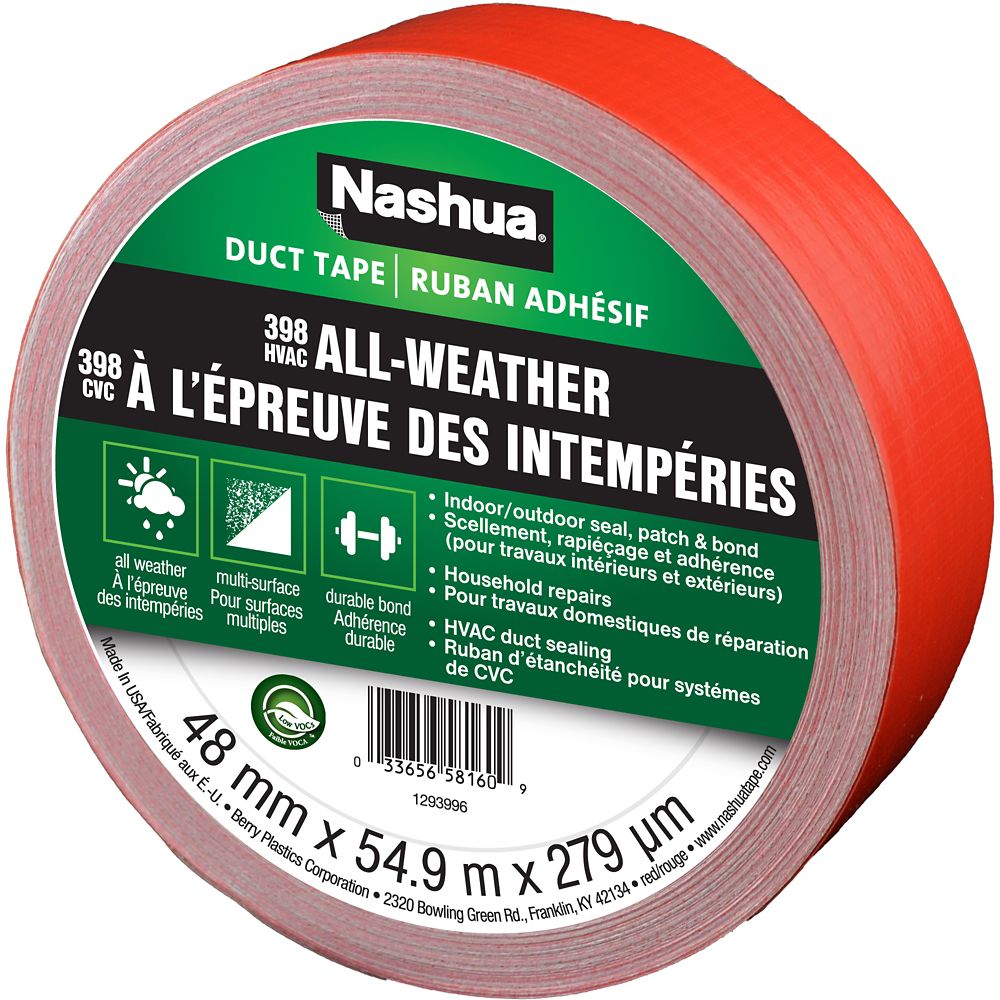 Nashua®
DUCT TAPE | RUBAN ADHÉSIF
398 HVAC ALL-WEATHER
398 CVC À L'ÉPREUVE DES INTEMPÉRIES
all weather
À l'épreuve
des intempéries
multi-surface
Pour surfaces
multiples
durable bond
Adhérence
durable
• Indoor/outdoor seal, patch & bond
• Scellement, rapiéçage et adhérence
(pour travaux intérieurs et extérieurs)
• Household repairs
• Pour travaux domestiques de réparation
• HVAC duct sealing
• Ruban d'étanchéité pour systèmes
de CVC
Low VOCs
Faible VOCA
0 33656 58160 9
1293996
48 mm x 54.9 m x 279 µm
Made In USA/Fabriqué aux É.-U. • Berry Plastics Corporation • 2320 Bowling Green Rd., Franklin, KY 42134 • red/rouge • www.nashuatape.com